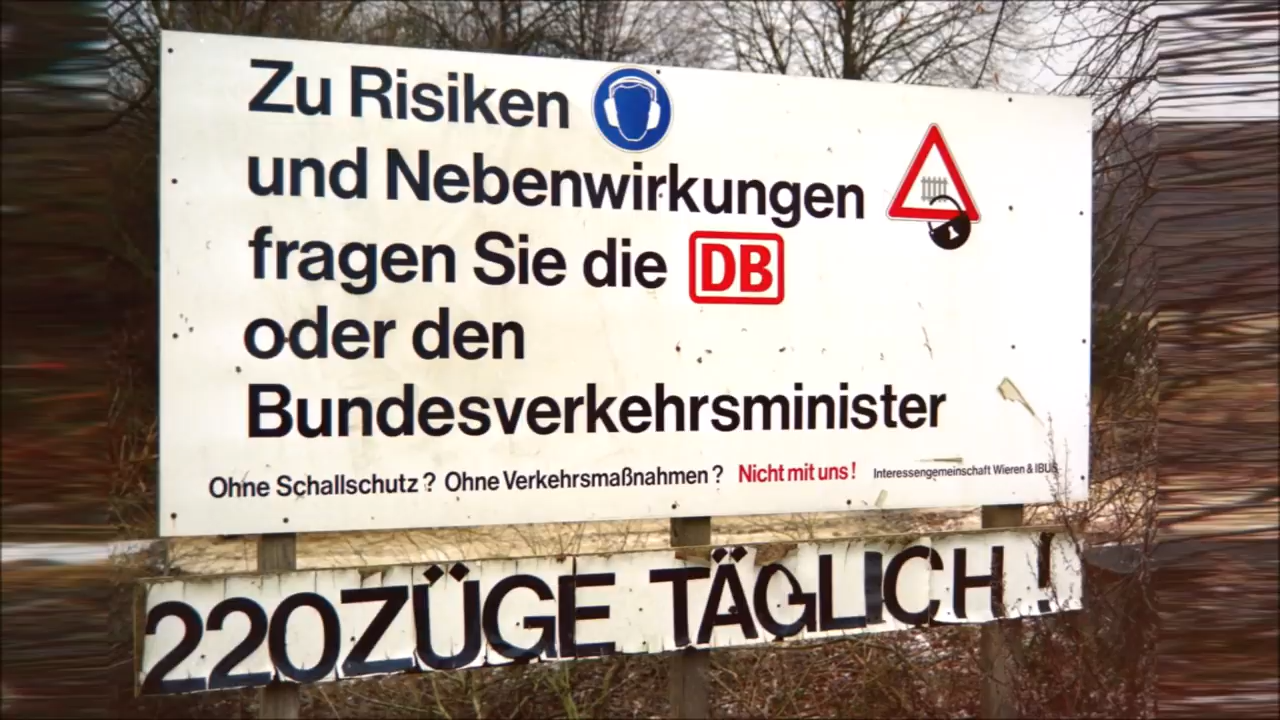 Zu Risiken
und Nebenwirkungen
fragen Sie die DB
oder den
Bundesverkehrsminister
Ohne Schallschutz? Ohne Verkehrsmaßnahmen? Nicht mit uns! Interessengemeinschaft Wieren & IBUS
220 ZÜGE TÄGLICH!